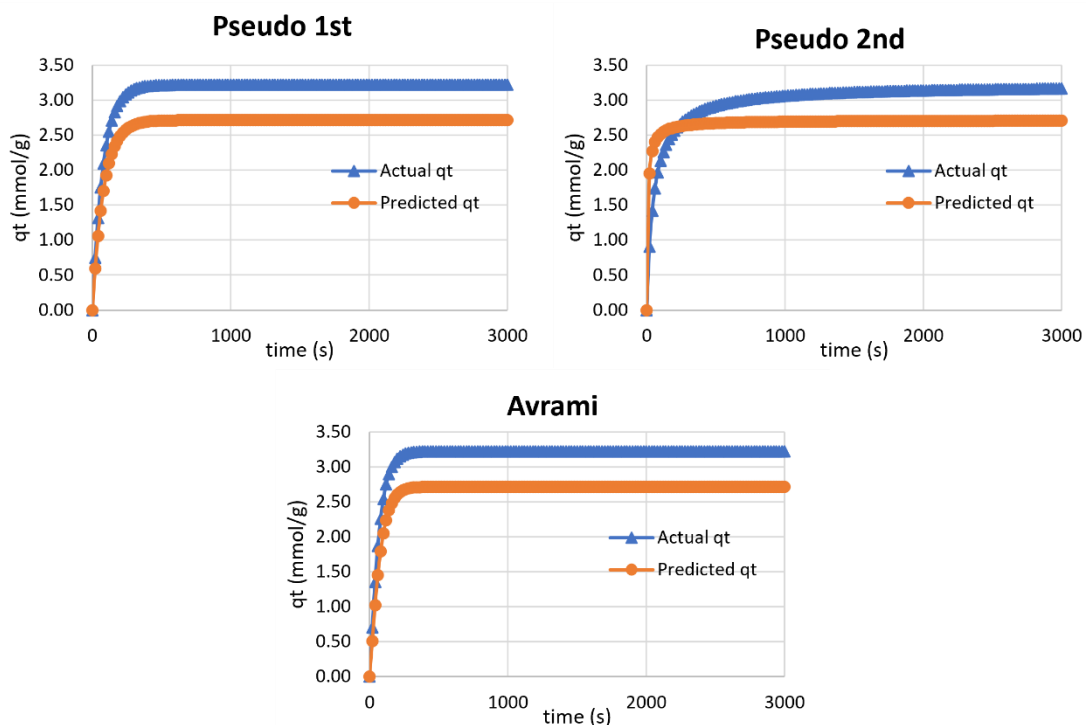 Pseudo 1st
3.50
3.00
2.50
2.00
1.50
1.00
0.50
0.00
qt (mmol/g)
Actual qt
Predicted qt
0 1000 2000 3000
time (s)
Pseudo 2nd
3.50
3.00
2.50
2.00
1.50
1.00
0.50
0.00
qt (mmol/g)
Actual qt
Predicted qt
0 1000 2000 3000
time (s)
Avrami
3.50
3.00
2.50
2.00
1.50
1.00
0.50
0.00
qt (mmol/g)
Actual qt
Predicted qt
0 1000 2000 3000
time (s)